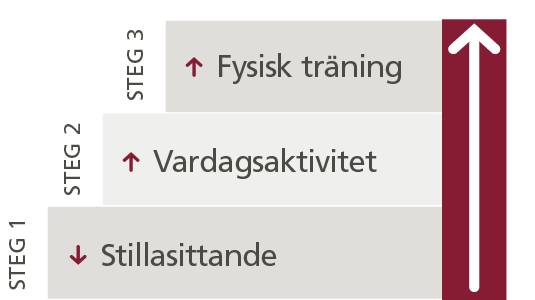 STEG 3
Fysisk träning
STEG 2
Vardagsaktivitet
STEG 1
Stillasittande